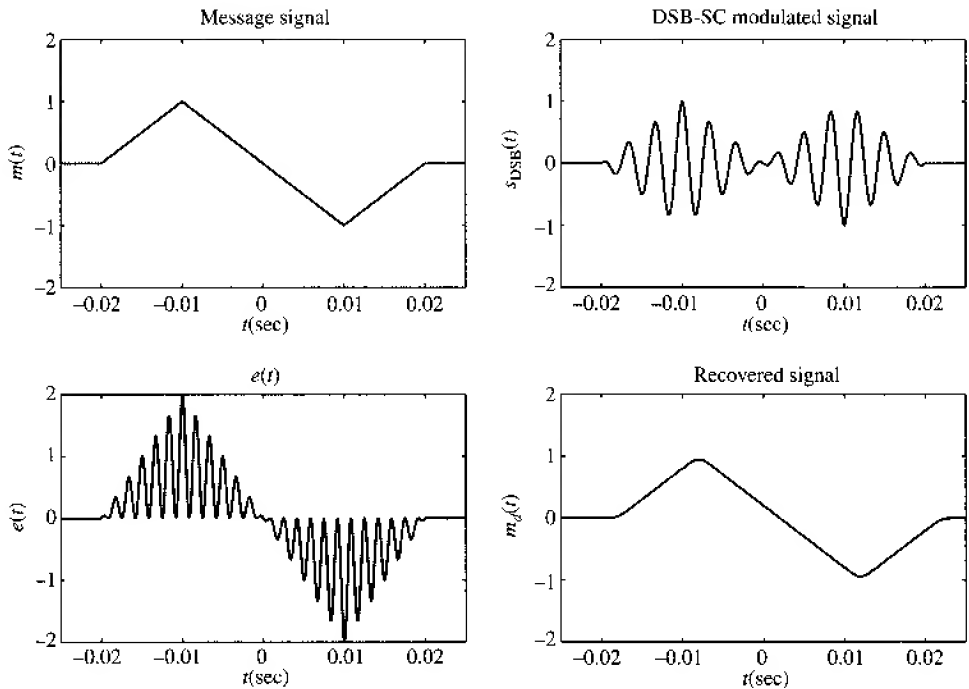 Message signal
2
1
0
−1
−2
m(t)
−0.02 −0.01 0 0.01 0.02
t(sec)
DSB-SC modulated signal
2
1
0
−1
−2
s_DSB(t)
−0.02 −0.01 0 0.01 0.02
t(sec)
e(t)
2
1
0
−1
−2
e(t)
−0.02 −0.01 0 0.01 0.02
t(sec)
Recovered signal
2
1
0
−1
−2
m_d(t)
−0.02 −0.01 0 0.01 0.02
t(sec)